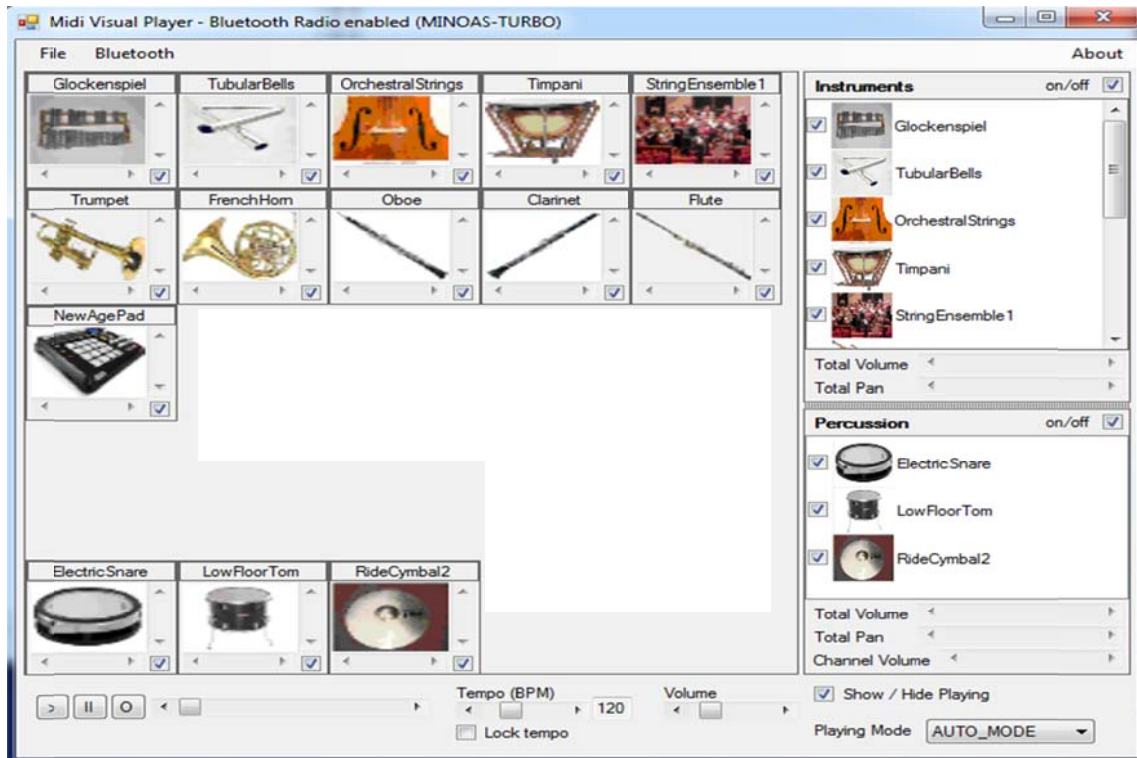 Midi Visual Player - Bluetooth Radio enabled (MINOAS-TURBO)
File Bluetooth About
Glockenspiel TubularBells OrchestralStrings Timpani StringEnsemble1
Trumpet FrenchHorn Oboe Clarinet Flute
NewAgePad
ElectricSnare LowFloorTom RideCymbal2
Instruments on/off
Glockenspiel
TubularBells
OrchestralStrings
Timpani
StringEnsemble1
Total Volume
Total Pan
Percussion on/off
ElectricSnare
LowFloorTom
RideCymbal2
Total Volume
Total Pan
Channel Volume
Tempo (BPM) Volume
120
Lock tempo
Show / Hide Playing
Playing Mode AUTO_MODE